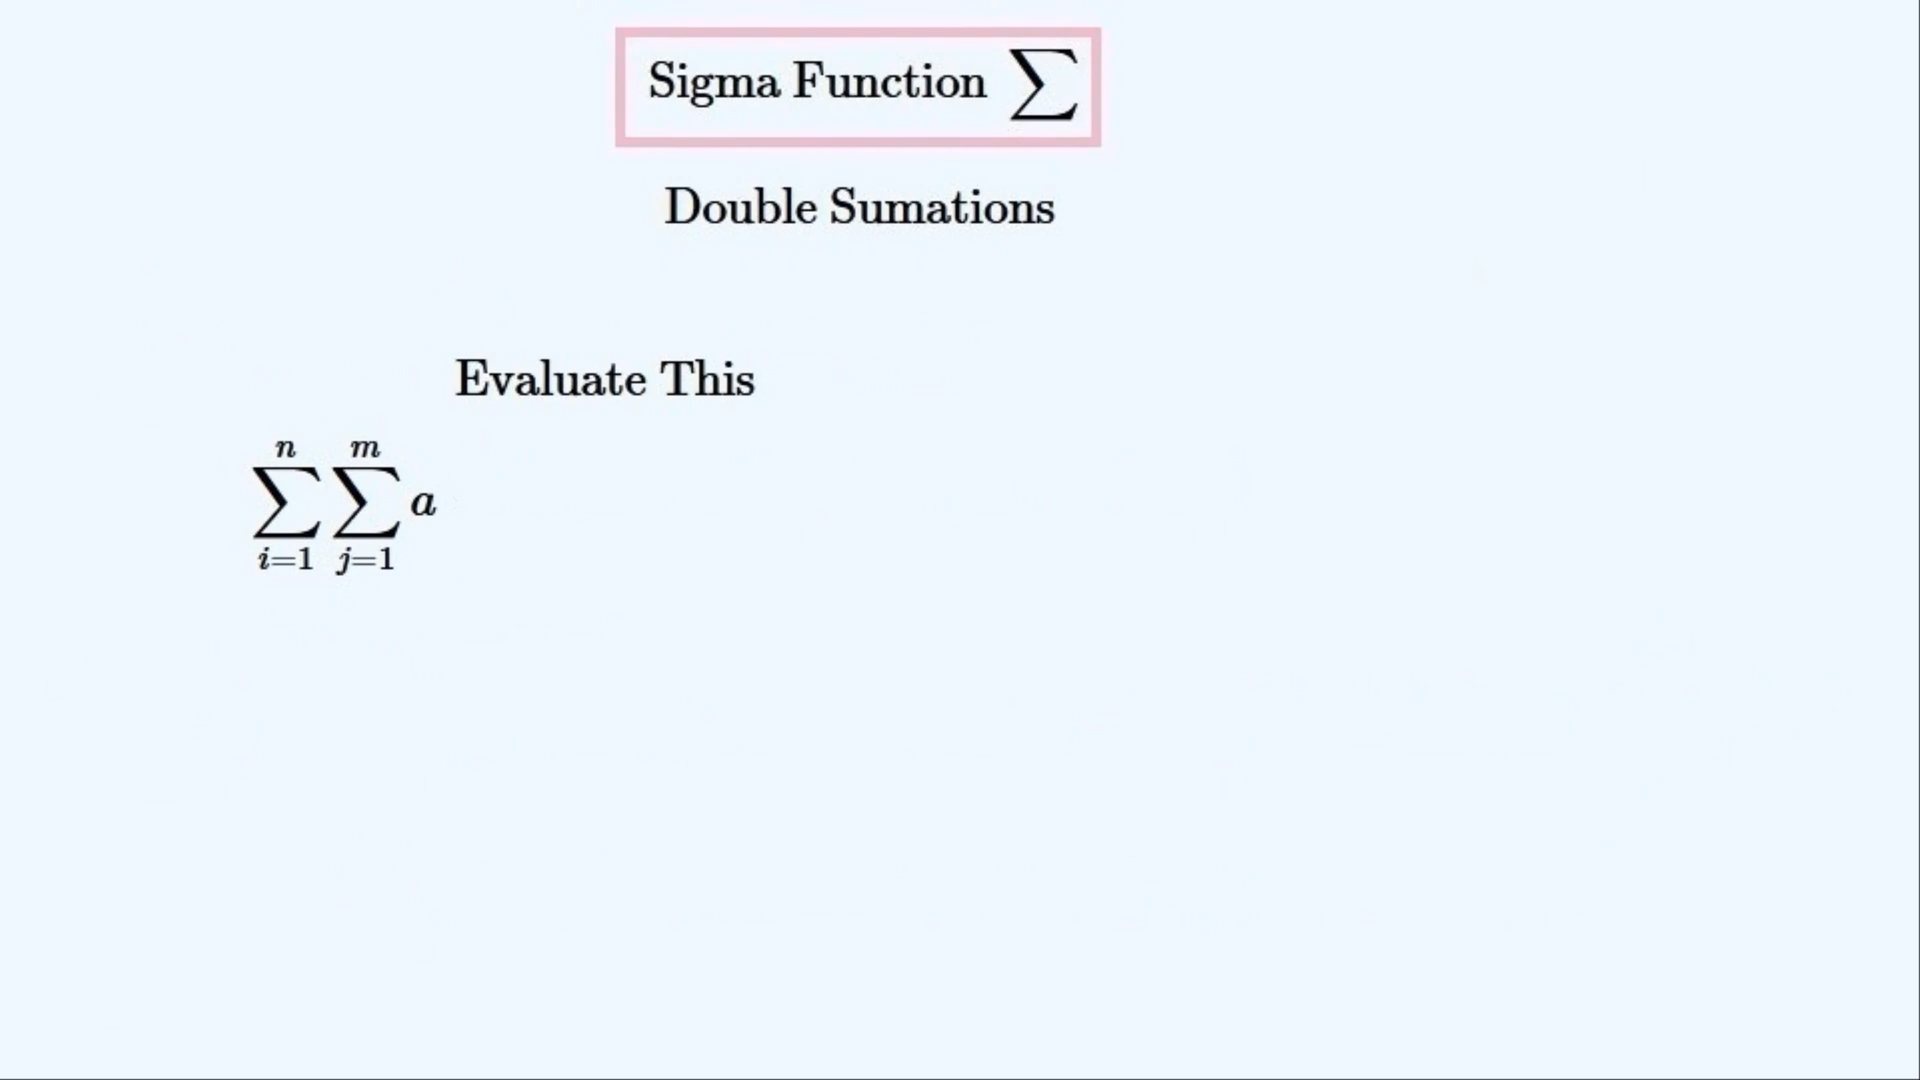 Sigma Function ∑
Double Sumations
Evaluate This
n m
∑ ∑ a
i=1 j=1